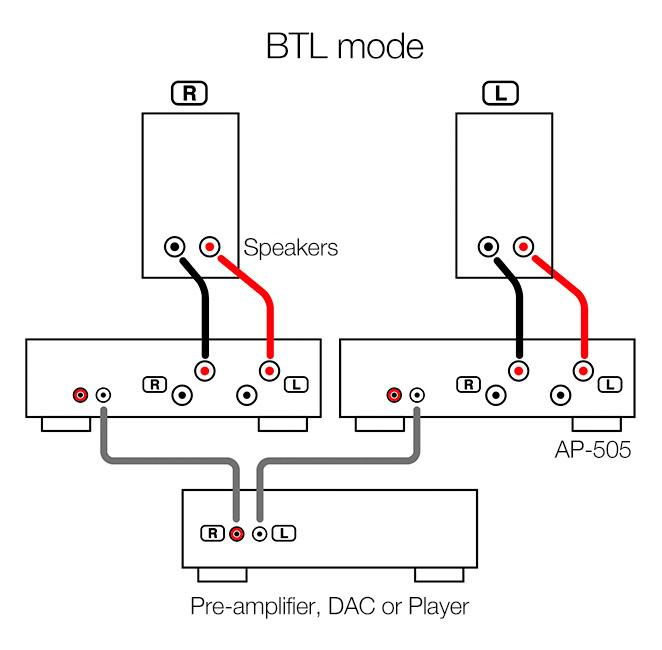 BTL mode
R
L
Speakers
R
L
R
L
AP-505
R
L
Pre-amplifier, DAC or Player